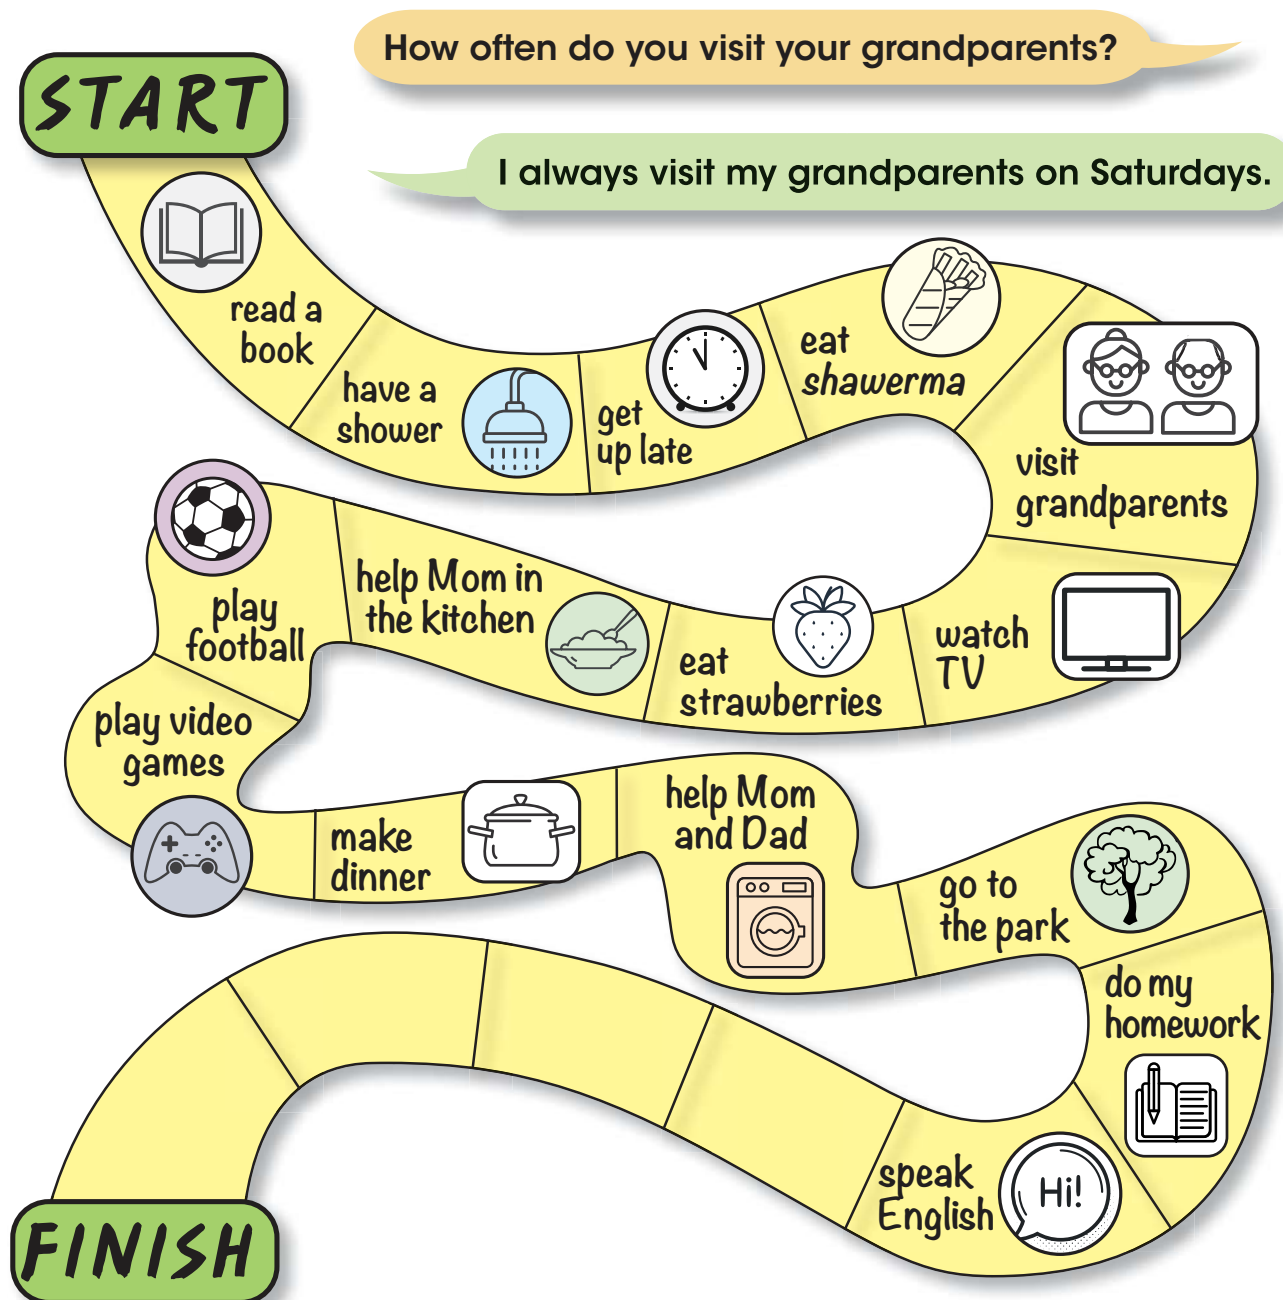 How often do you visit your grandparents?
START
I always visit my grandparents on Saturdays.
read a
book
have a
shower
get
up late
eat
shawerma
visit
grandparents
watch
TV
eat
strawberries
help Mom in
the kitchen
play
football
play video
games
make
dinner
help Mom
and Dad
go to
the park
do my
homework
speak
English
Hi!
FINISH